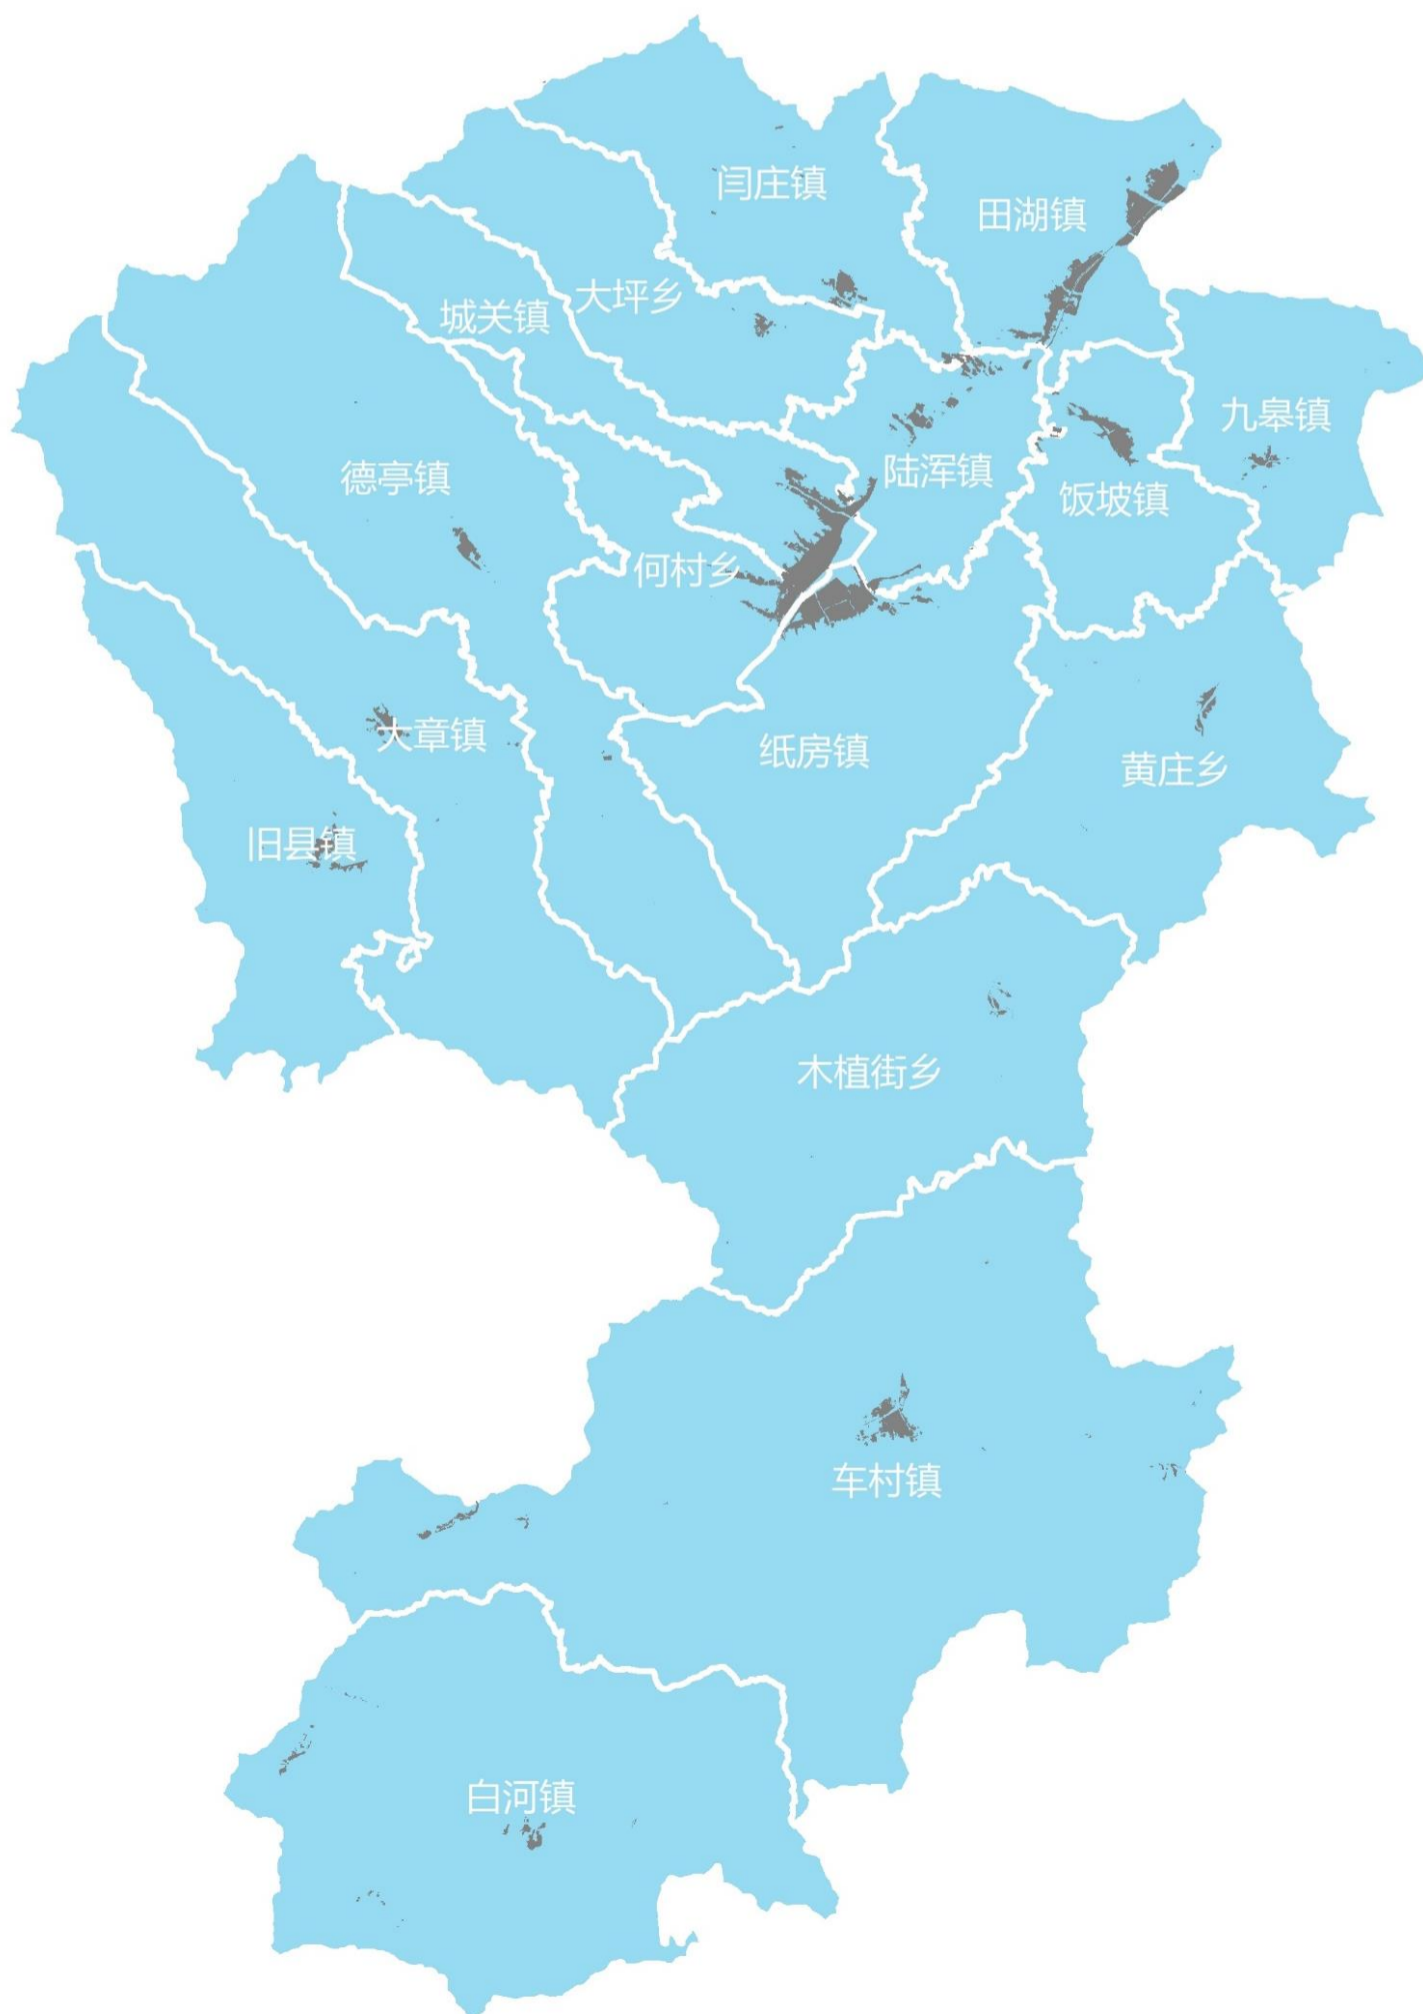 闫庄镇
田湖镇
大坪乡
城关镇
九皋镇
德亭镇
陆浑镇
饭坡镇
何村乡
大章镇
纸房镇
黄庄乡
旧县镇
木植街乡
车村镇
白河镇